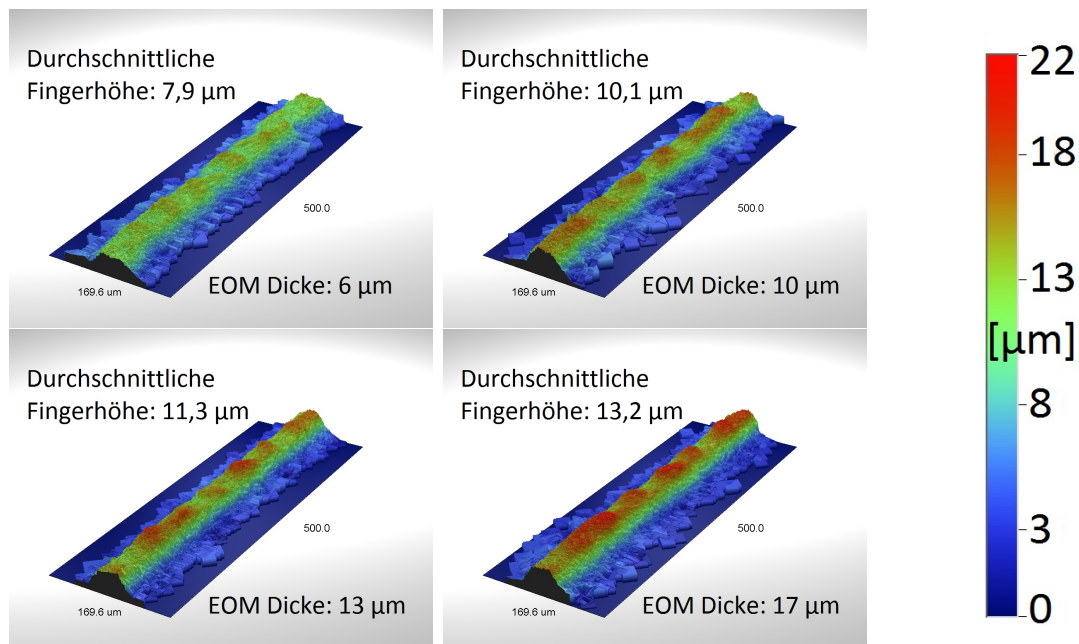 Durchschnittliche
Fingerhöhe: 7,9 µm
500.0
169.6 um
EOM Dicke: 6 µm
Durchschnittliche
Fingerhöhe: 10,1 µm
500.0
169.6 um
EOM Dicke: 10 µm
Durchschnittliche
Fingerhöhe: 11,3 µm
500.0
169.6 um
EOM Dicke: 13 µm
Durchschnittliche
Fingerhöhe: 13,2 µm
500.0
169.6 um
EOM Dicke: 17 µm
22
18
13
[µm]
8
3
0